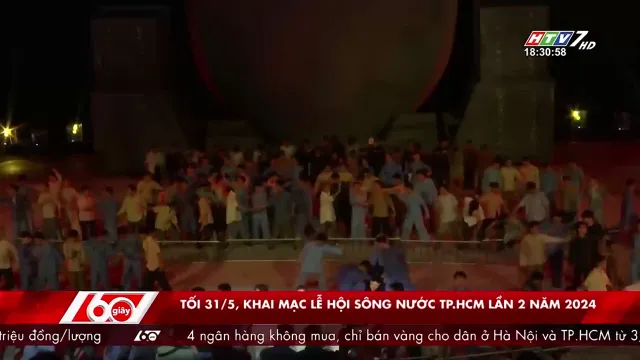 HTV7 HD
18:30:58
60 giây
TỐI 31/5, KHAI MẠC LỄ HỘI SÔNG NƯỚC TP.HCM LẦN 2 NĂM 2024
triệu đồng/lượng 60 4 ngân hàng không mua, chỉ bán vàng cho dân ở Hà Nội và TP.HCM từ 3